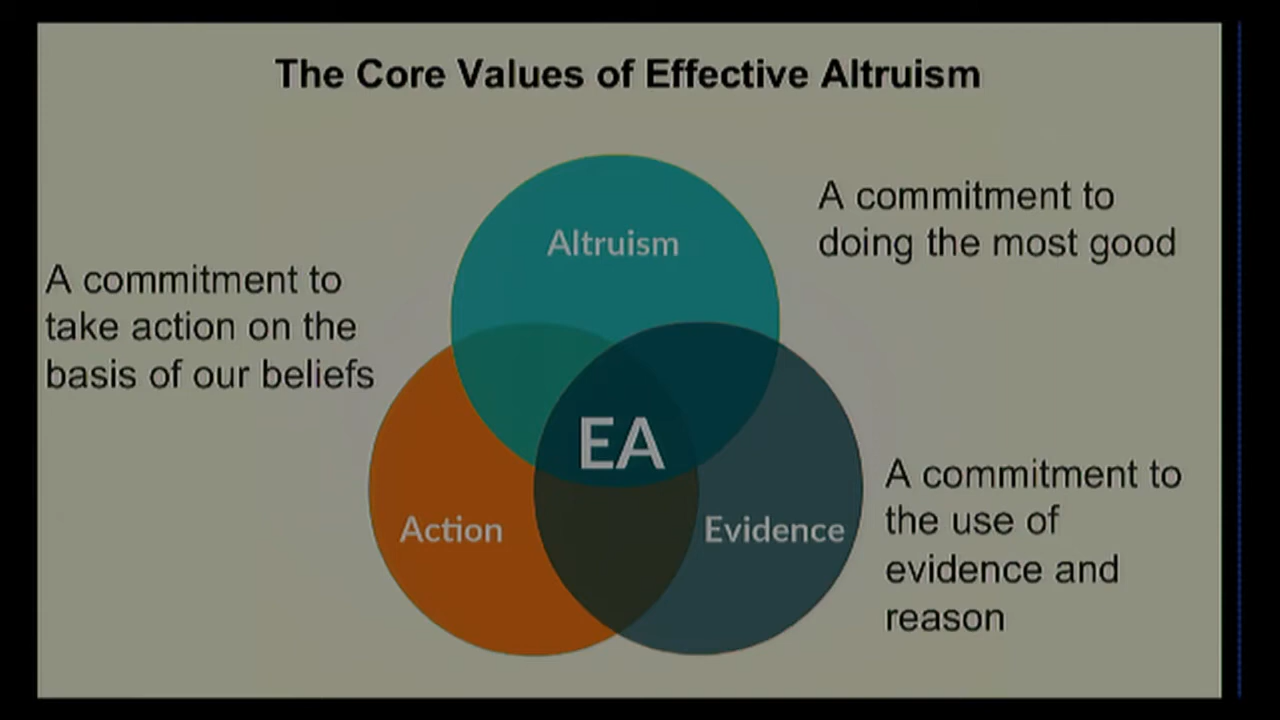 The Core Values of Effective Altruism
Altruism
A commitment to
doing the most good
A commitment to
take action on the
basis of our beliefs
EA
Action
Evidence
A commitment to
the use of
evidence and
reason